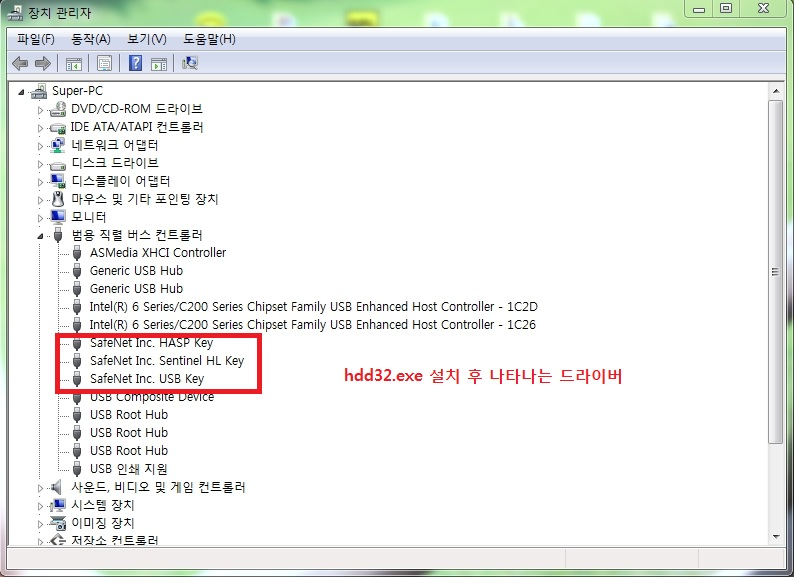 장치 관리자
파일(F) 동작(A) 보기(V) 도움말(H)
Super-PC
DVD/CD-ROM 드라이브
IDE ATA/ATAPI 컨트롤러
네트워크 어댑터
디스크 드라이브
디스플레이 어댑터
마우스 및 기타 포인팅 장치
모니터
범용 직렬 버스 컨트롤러
ASMedia XHCI Controller
Generic USB Hub
Generic USB Hub
Intel(R) 6 Series/C200 Series Chipset Family USB Enhanced Host Controller - 1C2D
Intel(R) 6 Series/C200 Series Chipset Family USB Enhanced Host Controller - 1C26
SafeNet Inc. HASP Key
SafeNet Inc. Sentinel HL Key
SafeNet Inc. USB Key
hdd32.exe 설치 후 나타나는 드라이버
USB Composite Device
USB Root Hub
USB Root Hub
USB Root Hub
USB 인쇄 지원
사운드, 비디오 및 게임 컨트롤러
시스템 장치
이미징 장치
저장소 컨트롤러